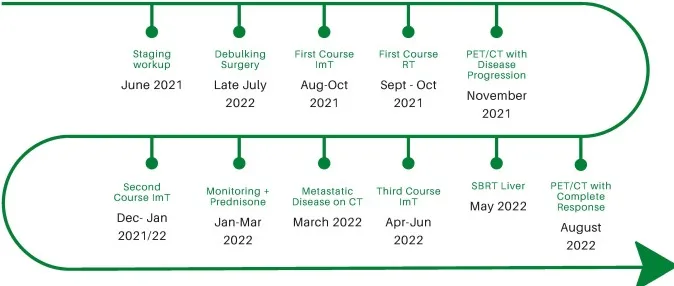 Staging
workup
June 2021
Debulking
Surgery
Late July
2022
First Course
ImT
Aug-Oct
2021
First Course
RT
Sept - Oct
2021
PET/CT with
Disease
Progression
November
2021
Second
Course ImT
Dec- Jan
2021/22
Monitoring +
Prednisone
Jan-Mar
2022
Metastatic
Disease on CT
March 2022
Third Course
ImT
Apr-Jun
2022
SBRT Liver
May 2022
PET/CT with
Complete
Response
August
2022